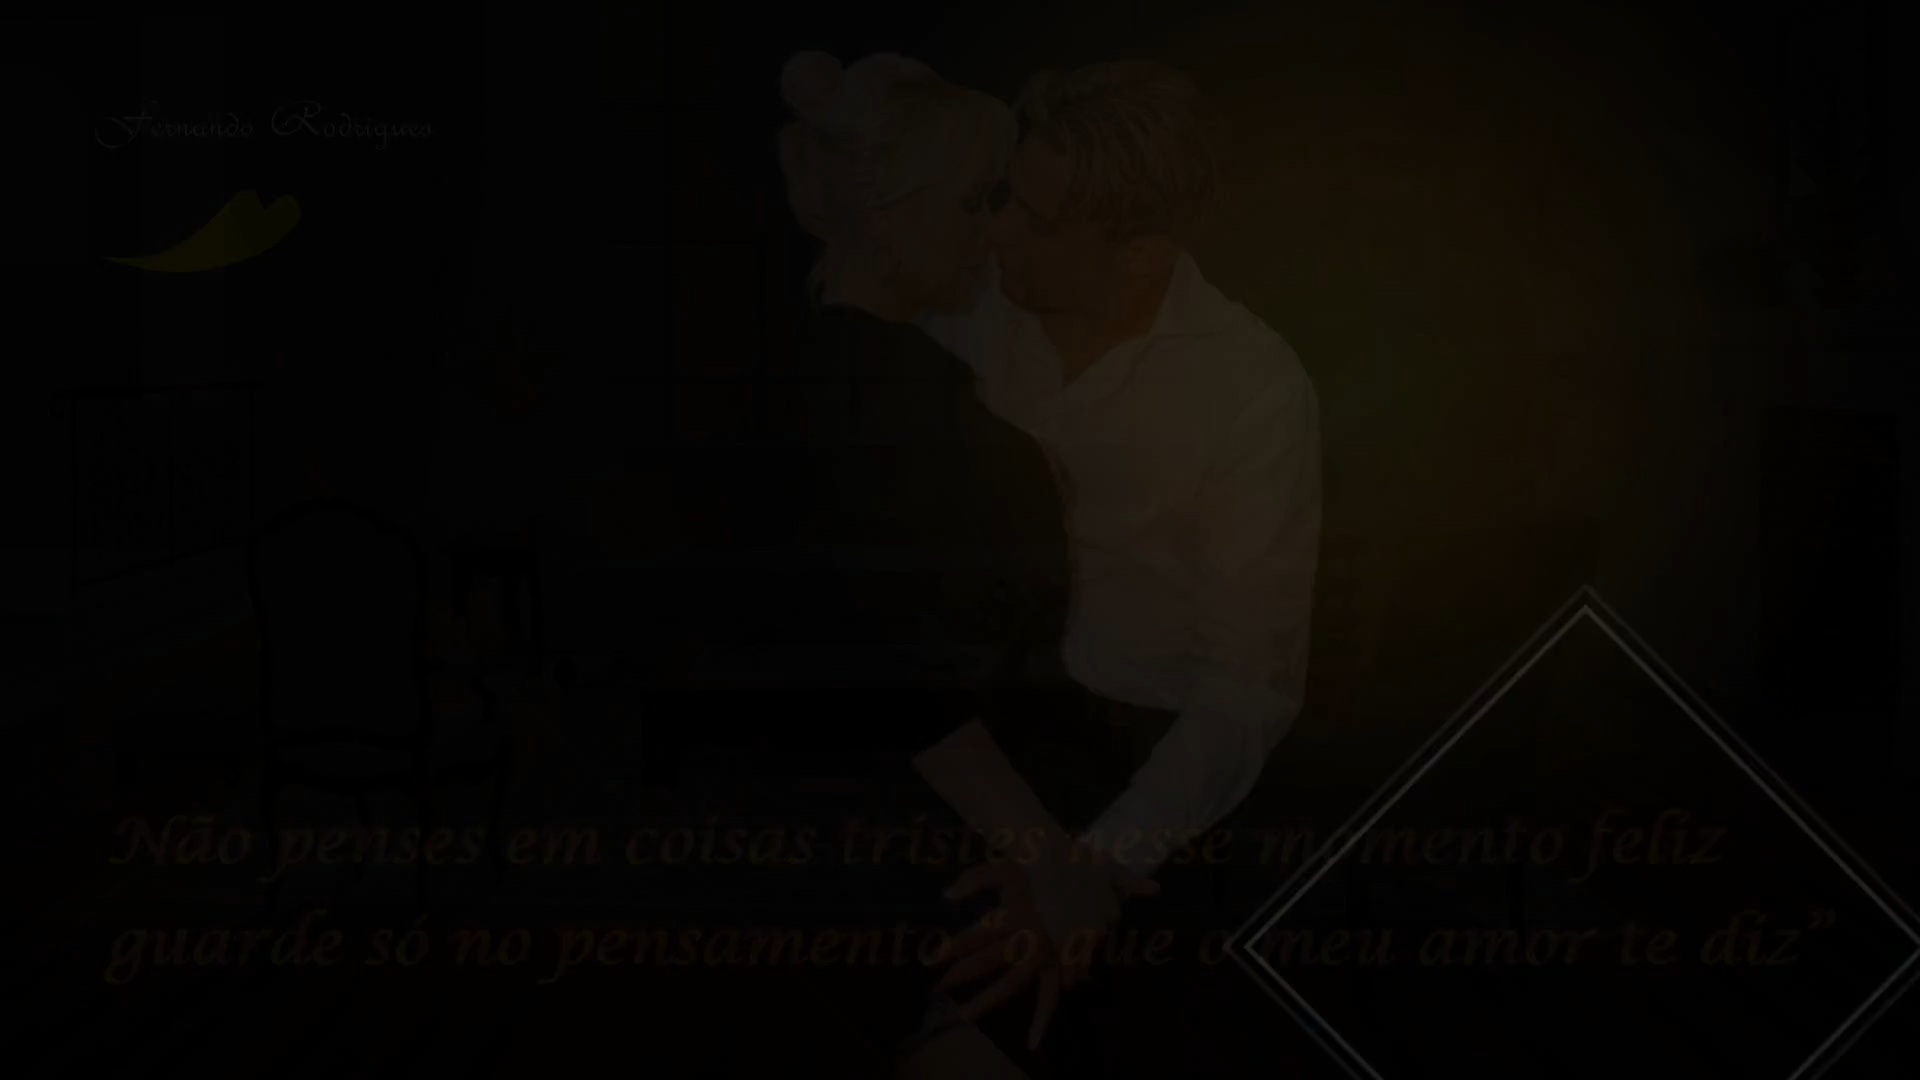 Fernando Rodrigues
Não penses em coisas tristes nesse momento feliz
guarde só no pensamento “o que o meu amor te diz”